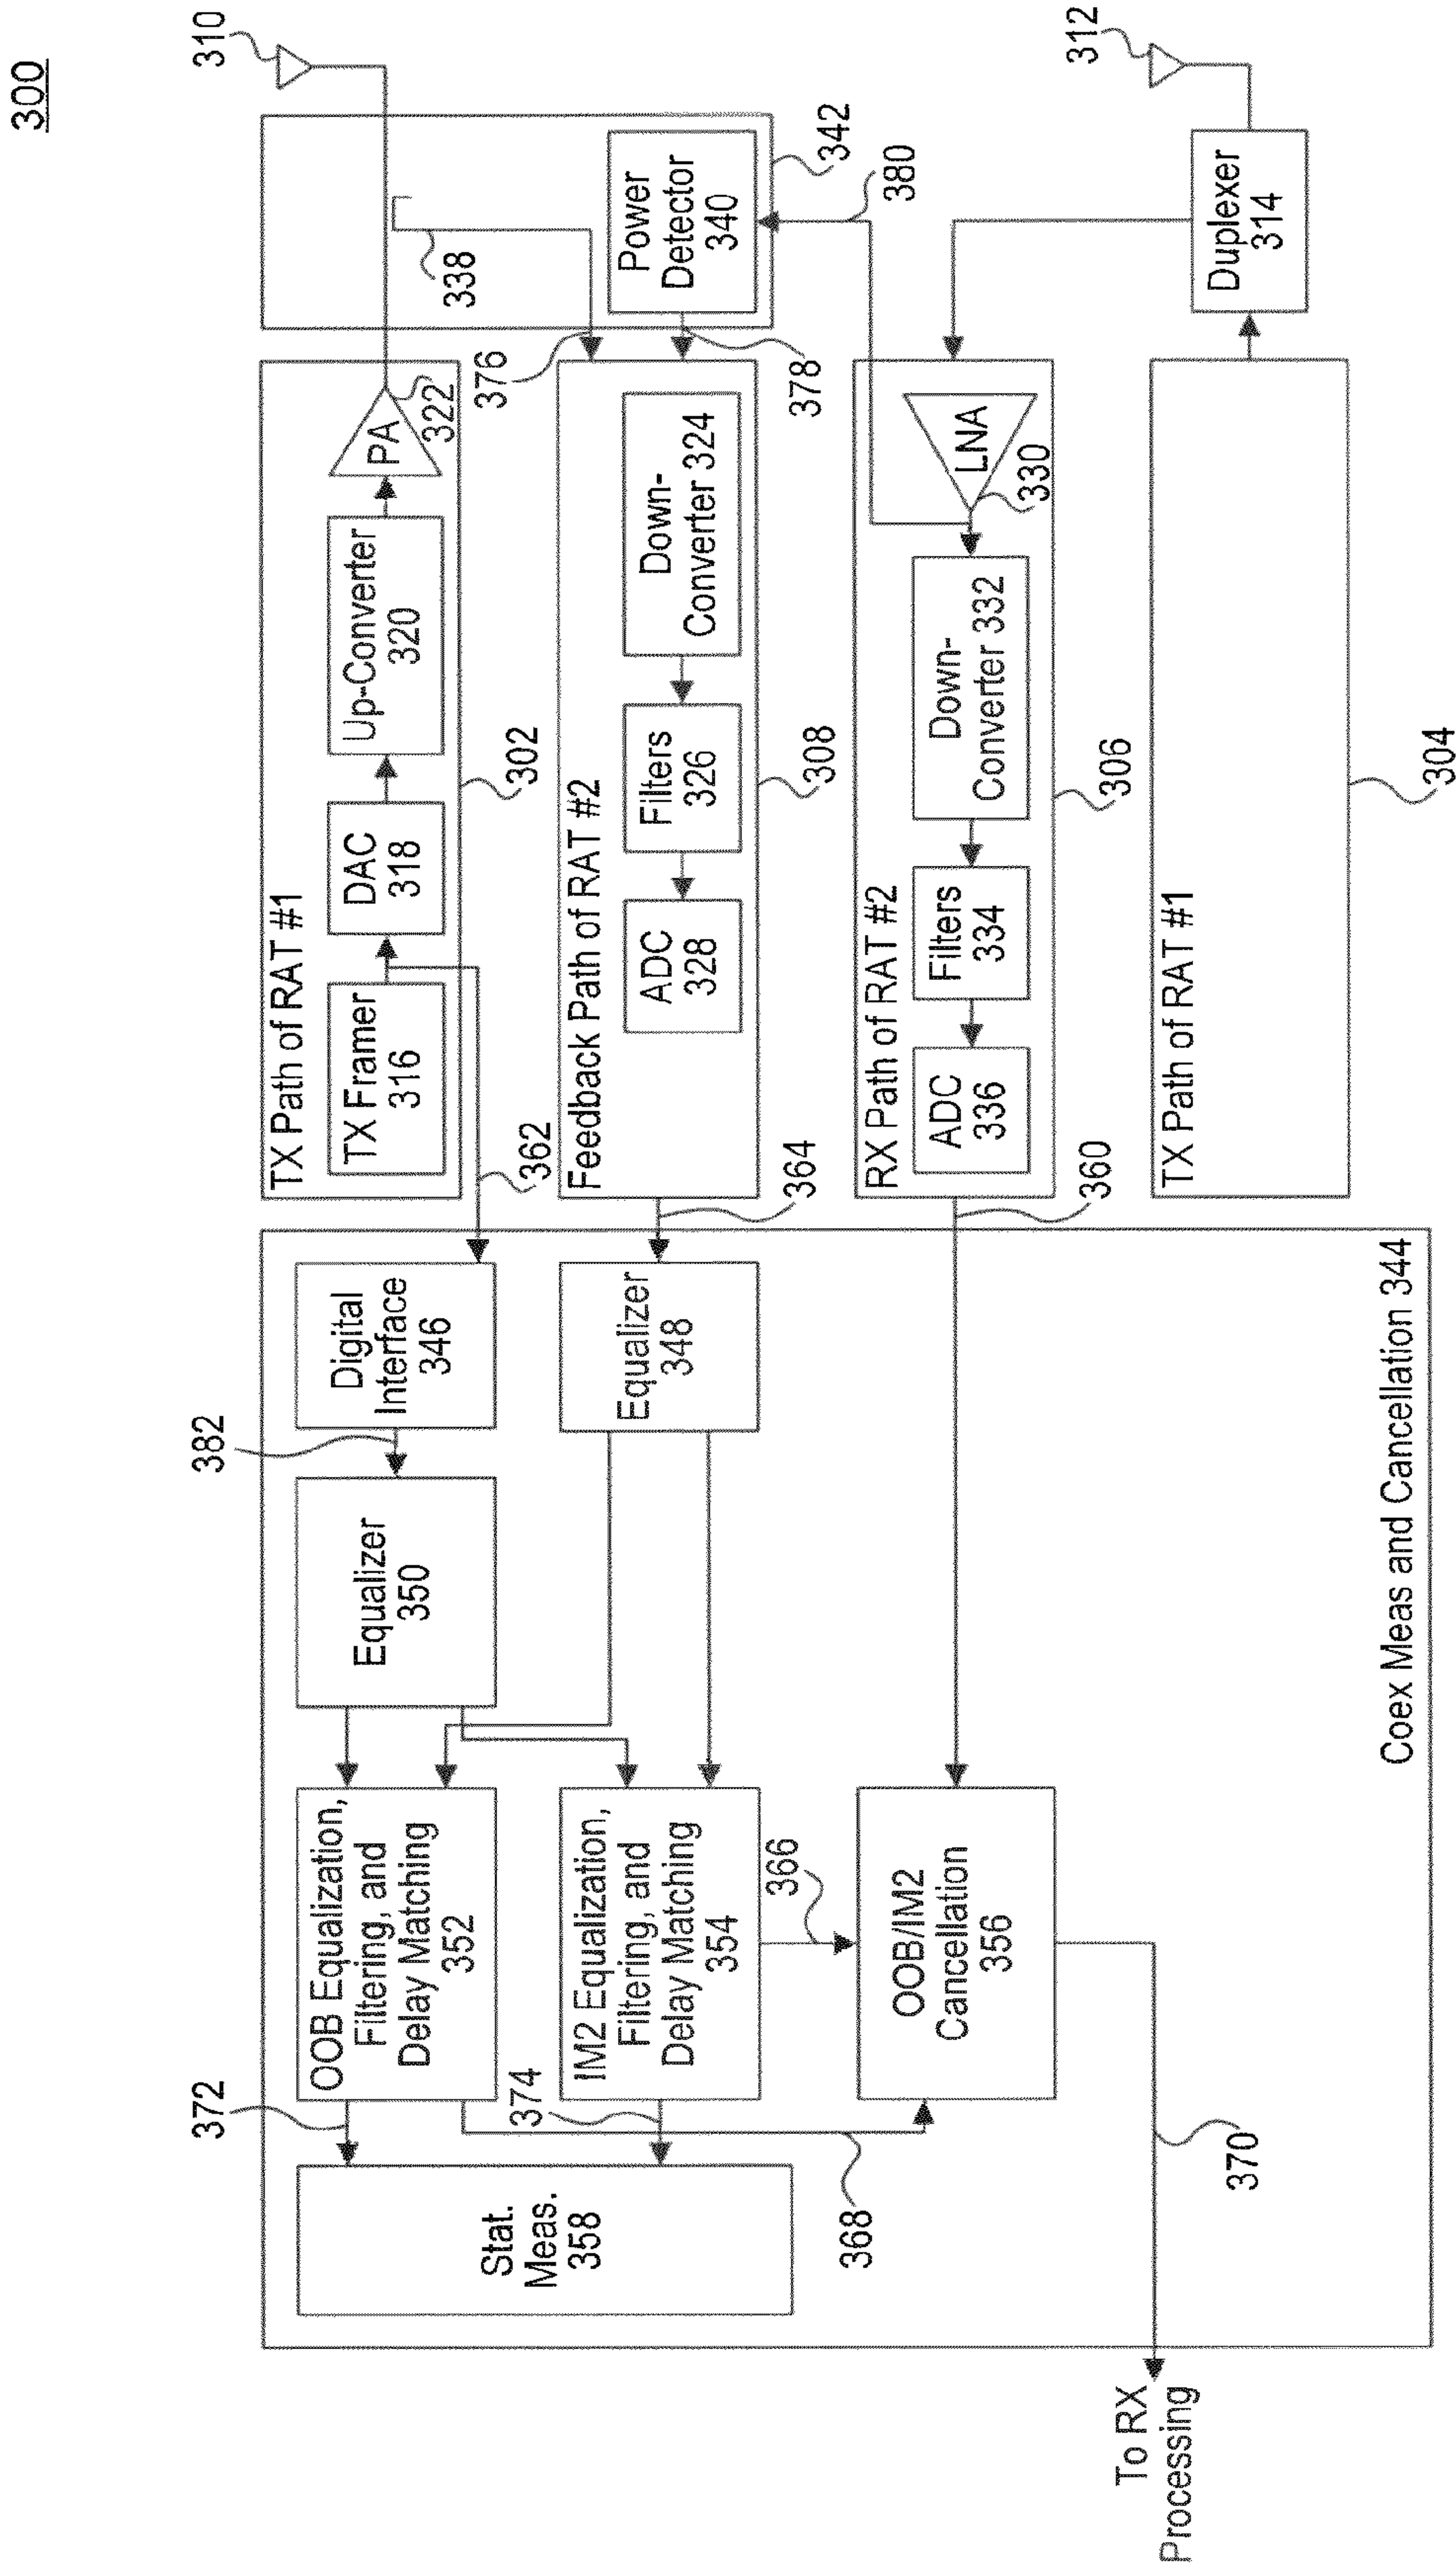 300
310
TX Path of RAT #1
TX Framer
316
DAC
318
Up-Converter
320
PA
322
302
338
376
Power
Detector
340
342
378
380
Feedback Path of RAT #2
ADC
328
Filters
326
Down-
Converter 324
308
RX Path of RAT #2
ADC
336
Filters
334
Down-
Converter 332
LNA
330
306
TX Path of RAT #1
304
Duplexer
314
312
362
364
360
Digital
Interface
346
382
Equalizer
350
Equalizer
348
OOB Equalization,
Filtering, and
Delay Matching
352
IM2 Equalization,
Filtering, and
Delay Matching
354
366
OOB/IM2
Cancellation
356
372
374
368
Stat.
Meas.
358
370
Coex Meas and Cancellation 344
To RX
Processing